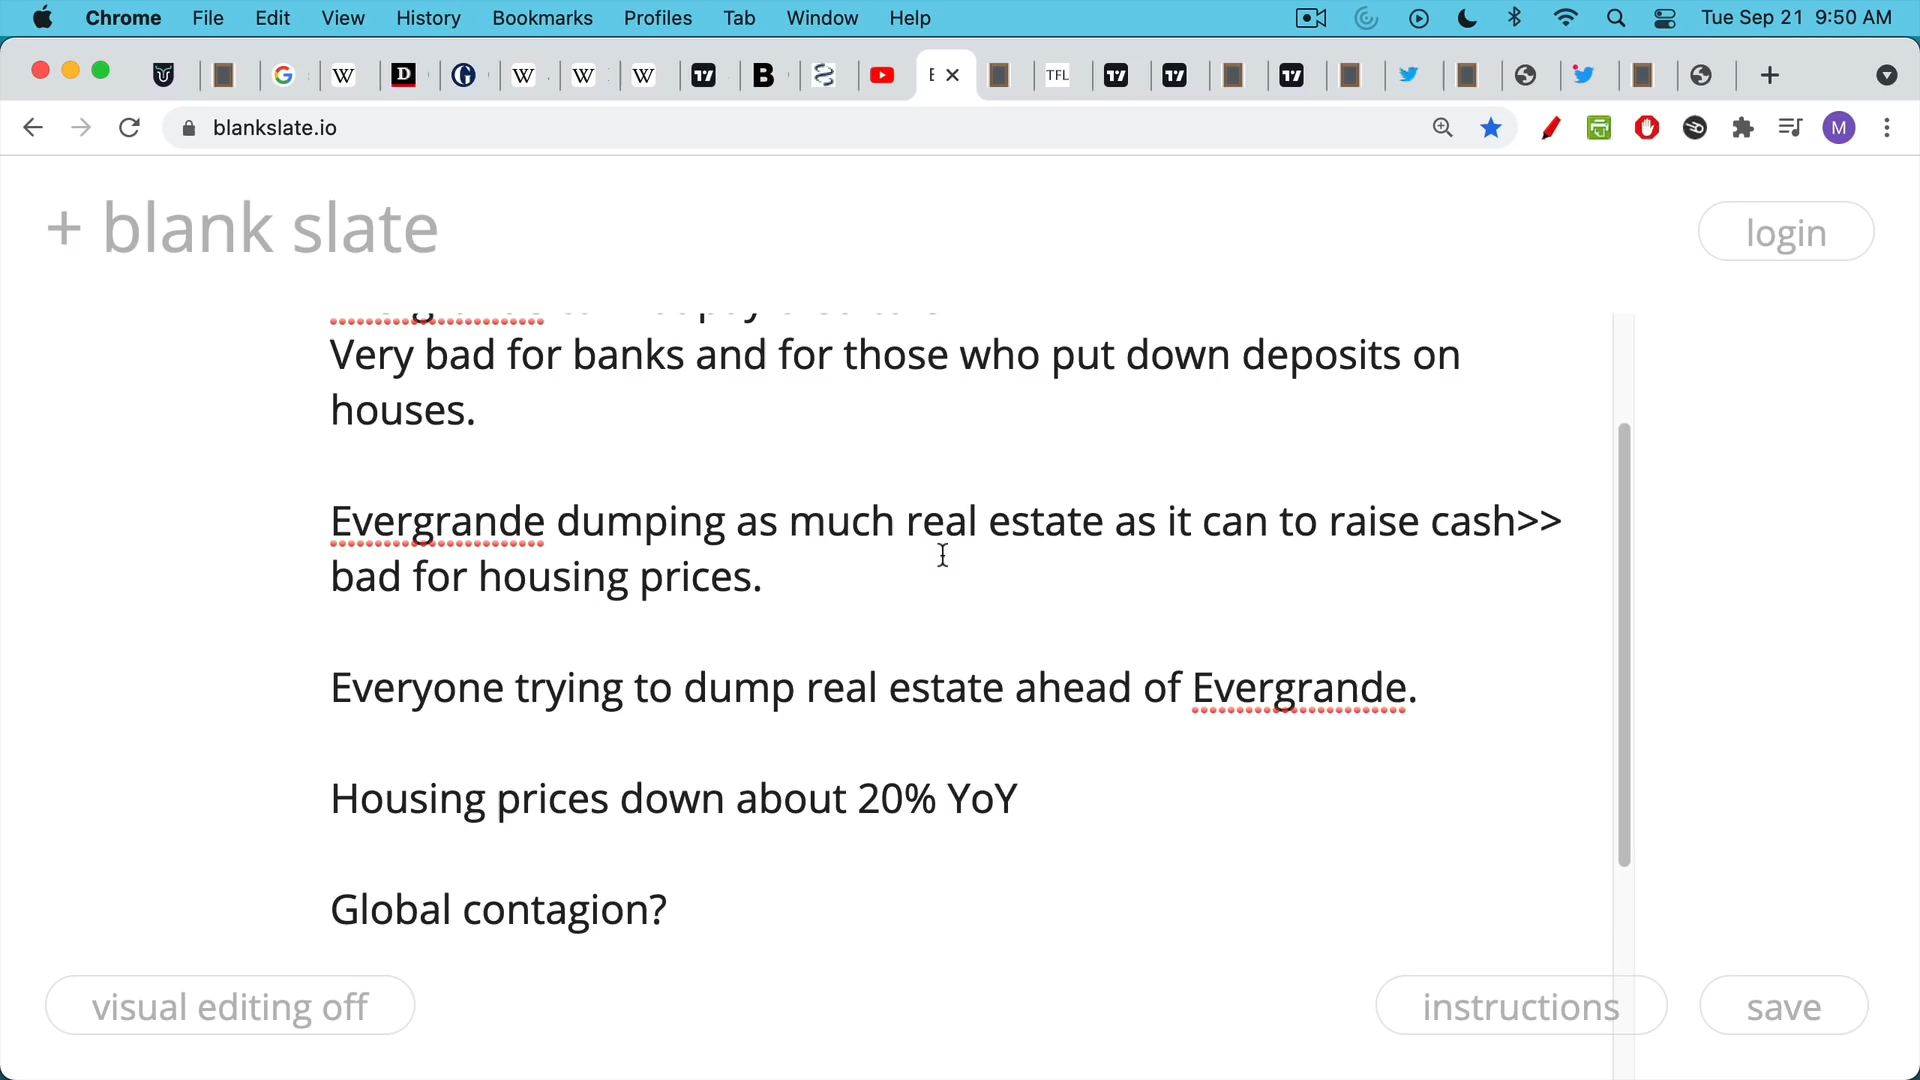 Chrome File Edit View History Bookmarks Profiles Tab Window Help Tue Sep 21 9:50 AM
TFL
blankslate.io M
+ blank slate login
Very bad for banks and for those who put down deposits on
houses.
Evergrande dumping as much real estate as it can to raise cash>>
bad for housing prices.
Everyone trying to dump real estate ahead of Evergrande.
Housing prices down about 20% YoY
Global contagion?
visual editing off instructions save